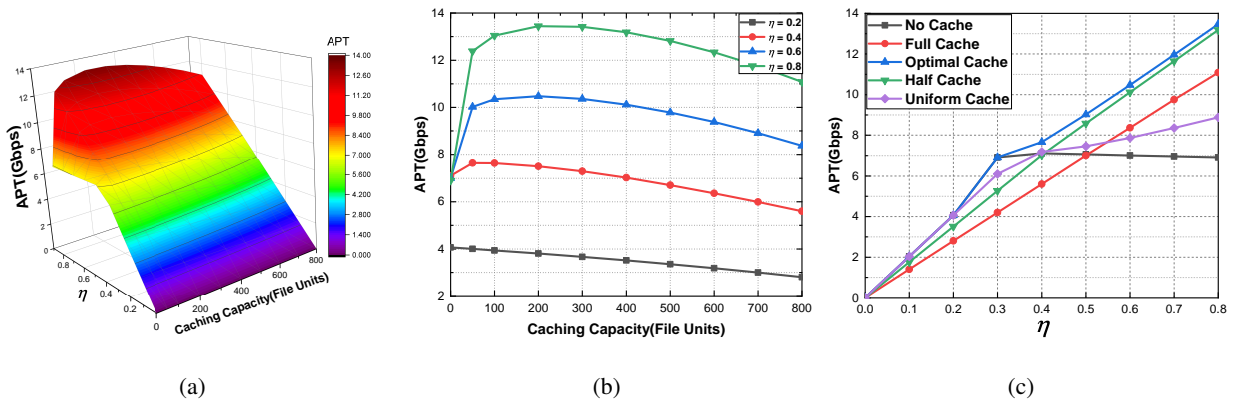 APT
14.00
12.60
11.20
9.800
8.400
7.000
5.600
4.200
2.800
1.400
0.000
14
12
10
8
6
4
2
0
APT(Gbps)
0.8
0.6
0.4
0.2
0
η
200
400
600
800
Caching Capacity(File Units)
(a)
14
12
10
8
6
4
2
APT(Gbps)
η = 0.2
η = 0.4
η = 0.6
η = 0.8
0 100 200 300 400 500 600 700 800
Caching Capacity(File Units)
(b)
14
12
10
8
6
4
2
0
APT(Gbps)
No Cache
Full Cache
Optimal Cache
Half Cache
Uniform Cache
0.0 0.1 0.2 0.3 0.4 0.5 0.6 0.7 0.8
η
(c)